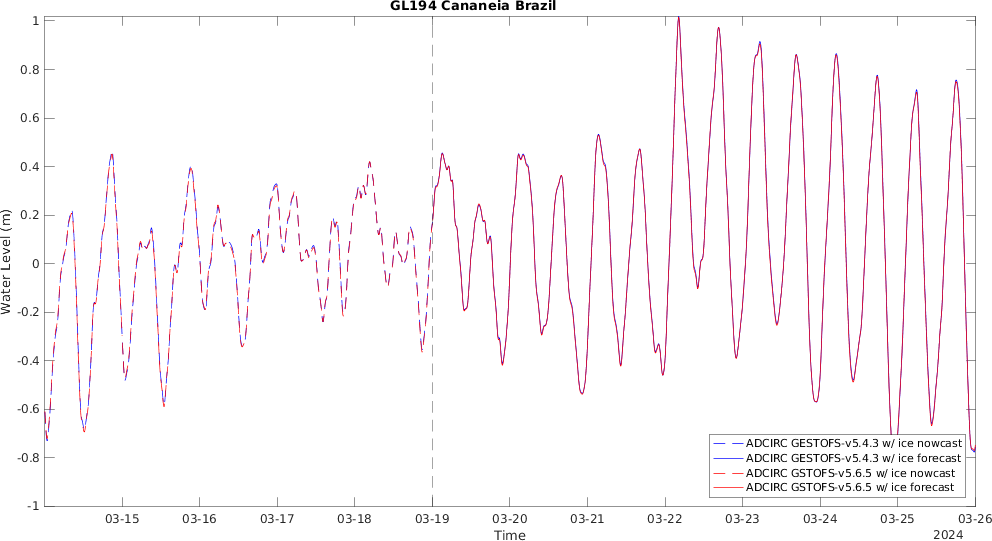 GL194 Cananeia Brazil
1
0.8
0.6
0.4
0.2
0
-0.2
-0.4
-0.6
-0.8
-1
Water Level (m)
ADCIRC GESTOFS-v5.4.3 w/ ice nowcast
ADCIRC GESTOFS-v5.4.3 w/ ice forecast
ADCIRC GSTOFS-v5.6.5 w/ ice nowcast
ADCIRC GSTOFS-v5.6.5 w/ ice forecast
03-15 03-16 03-17 03-18 03-19 03-20 03-21 03-22 03-23 03-24 03-25 03-26
Time
2024